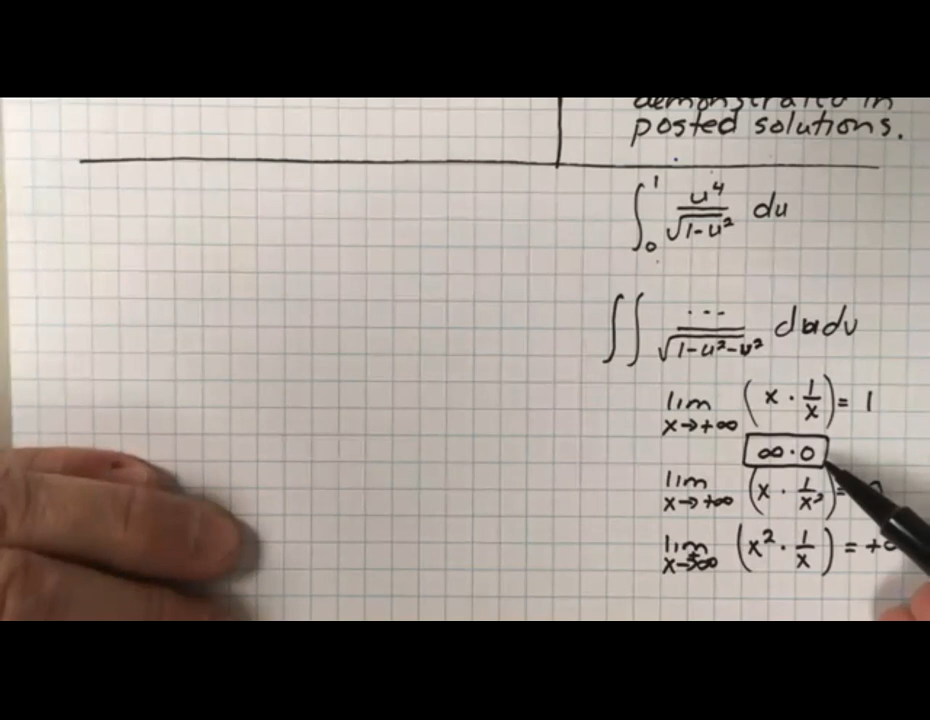 posted solutions.
∫₀¹ u⁴/√(1-u²) du
∬ .../√(1-u²-v²) dudv
lim x→+∞ (x · 1/x) = 1
∞·0
lim x→+∞ (x · 1/x²) =
lim x→+∞ (x² · 1/x) = +